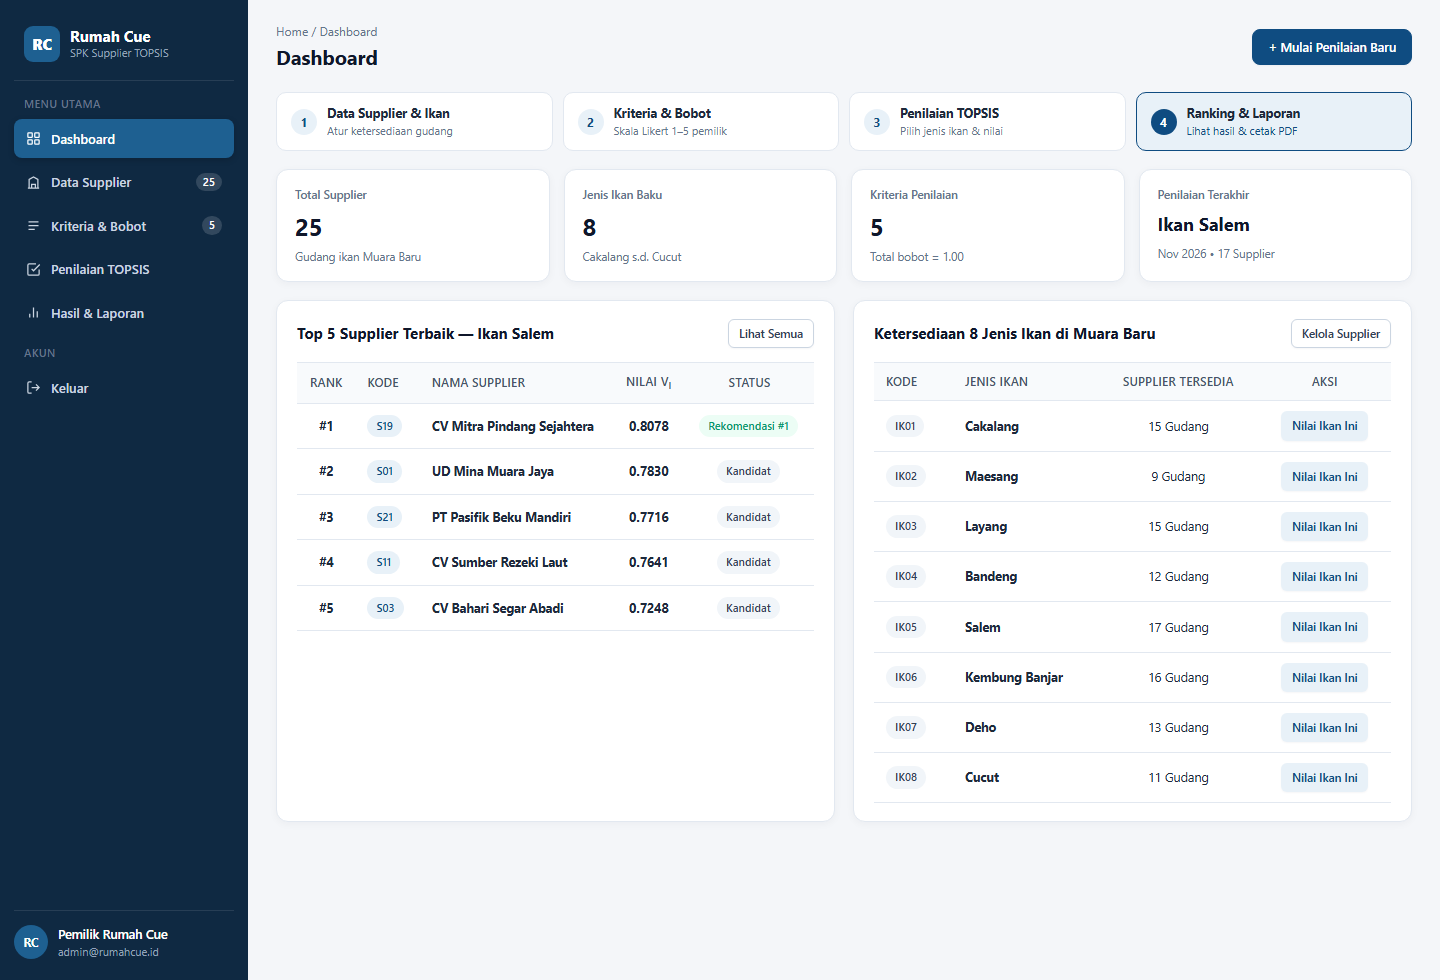 RC
Rumah Cue
SPK Supplier TOPSIS
MENU UTAMA
Dashboard
Data Supplier 25
Kriteria & Bobot 5
Penilaian TOPSIS
Hasil & Laporan
AKUN
Keluar
RC
Pemilik Rumah Cue
admin@rumahcue.id
Home / Dashboard
Dashboard
+ Mulai Penilaian Baru
1
Data Supplier & Ikan
Atur ketersediaan gudang
2
Kriteria & Bobot
Skala Likert 1–5 pemilik
3
Penilaian TOPSIS
Pilih jenis ikan & nilai
4
Ranking & Laporan
Lihat hasil & cetak PDF
Total Supplier
25
Gudang ikan Muara Baru
Jenis Ikan Baku
8
Cakalang s.d. Cucut
Kriteria Penilaian
5
Total bobot = 1.00
Penilaian Terakhir
Ikan Salem
Nov 2026 • 17 Supplier
Top 5 Supplier Terbaik — Ikan Salem
Lihat Semua
RANK KODE NAMA SUPPLIER NILAI VI STATUS
#1 S19 CV Mitra Pindang Sejahtera 0.8078 Rekomendasi #1
#2 S01 UD Mina Muara Jaya 0.7830 Kandidat
#3 S21 PT Pasifik Beku Mandiri 0.7716 Kandidat
#4 S11 CV Sumber Rezeki Laut 0.7641 Kandidat
#5 S03 CV Bahari Segar Abadi 0.7248 Kandidat
Ketersediaan 8 Jenis Ikan di Muara Baru
Kelola Supplier
KODE JENIS IKAN SUPPLIER TERSEDIA AKSI
IK01 Cakalang 15 Gudang Nilai Ikan Ini
IK02 Maesang 9 Gudang Nilai Ikan Ini
IK03 Layang 15 Gudang Nilai Ikan Ini
IK04 Bandeng 12 Gudang Nilai Ikan Ini
IK05 Salem 17 Gudang Nilai Ikan Ini
IK06 Kembung Banjar 16 Gudang Nilai Ikan Ini
IK07 Deho 13 Gudang Nilai Ikan Ini
IK08 Cucut 11 Gudang Nilai Ikan Ini